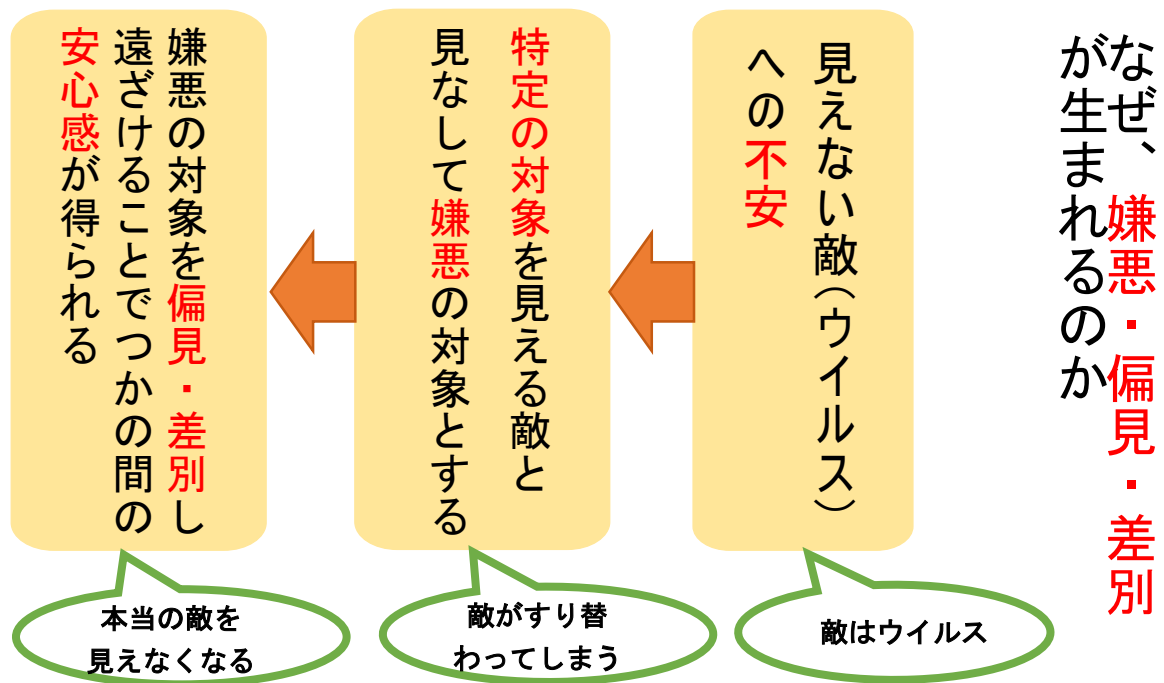 なぜ、嫌悪・偏見・差別
が生まれるのか
見えない敵（ウイルス）
への不安
敵はウイルス
特定の対象を見える敵と
見なして嫌悪の対象とする
敵がすり替
わってしまう
嫌悪の対象を偏見・差別し
遠ざけることでつかの間の
安心感が得られる
本当の敵を
見えなくなる